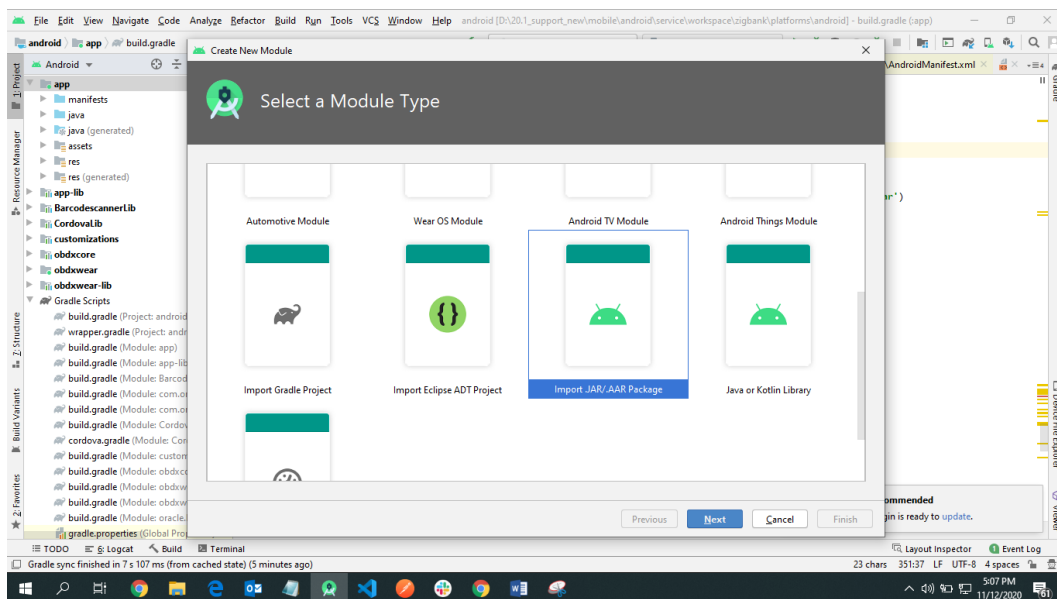 File Edit View Navigate Code Analyze Refactor Build Run Tools VCS Window Help android [D:\20.1_support_new\mobile\android\service\workspace\zigbank\platforms\android] - build.gradle (:app)
android app build.gradle
Create New Module
Android
\AndroidManifest.xml
Select a Module Type
1: Project
Resource Manager
Z: Structure
Build Variants
2: Favorites
Gradle
Device File Explorer
app
manifests
java
java (generated)
assets
res
res (generated)
app-lib
BarcodescannerLib
CordovaLib
customizations
obdxcore
obdxwear
obdxwear-lib
Gradle Scripts
build.gradle (Project: android
wrapper.gradle (Project: andr
build.gradle (Module: app)
build.gradle (Module: app-lib
build.gradle (Module: Barcod
build.gradle (Module: com.o
build.gradle (Module: com.o
build.gradle (Module: Cordov
cordova.gradle (Module: Cor
build.gradle (Module: custom
build.gradle (Module: obdxco
build.gradle (Module: obdxw
build.gradle (Module: obdxw
build.gradle (Module: oracle.
gradle.properties (Global Prop
ar')
Automotive Module Wear OS Module Android TV Module Android Things Module
Import Gradle Project Import Eclipse ADT Project Import .JAR/.AAR Package Java or Kotlin Library
ommended
gin is ready to update.
Previous Next Cancel Finish
TODO 6: Logcat Build Terminal Layout Inspector 1 Event Log
Gradle sync finished in 7 s 107 ms (from cached state) (5 minutes ago) 23 chars 351:37 LF UTF-8 4 spaces
5:07 PM
11/12/2020
61